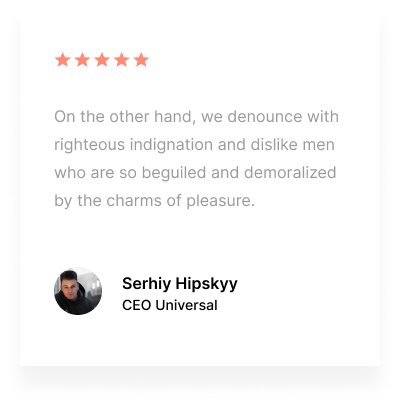 On the other hand, we denounce with
righteous indignation and dislike men
who are so beguiled and demoralized
by the charms of pleasure.
Serhiy Hipskyy
CEO Universal